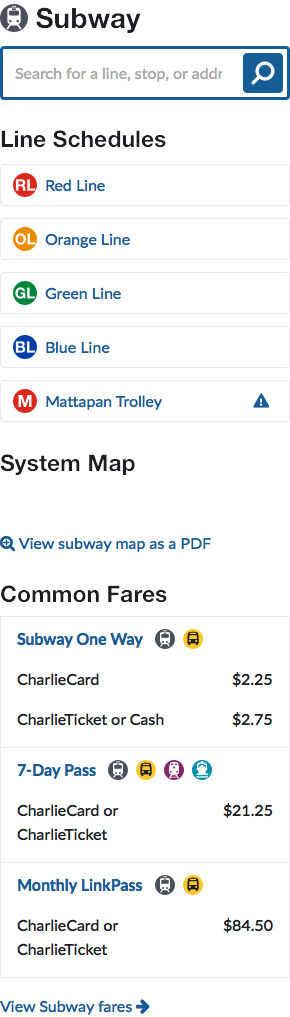 Subway
Search for a line, stop, or addr
Line Schedules
RL Red Line
OL Orange Line
GL Green Line
BL Blue Line
M Mattapan Trolley
System Map
View subway map as a PDF
Common Fares
Subway One Way
CharlieCard $2.25
CharlieTicket or Cash $2.75
7-Day Pass
CharlieCard or $21.25
CharlieTicket
Monthly LinkPass
CharlieCard or $84.50
CharlieTicket
View Subway fares